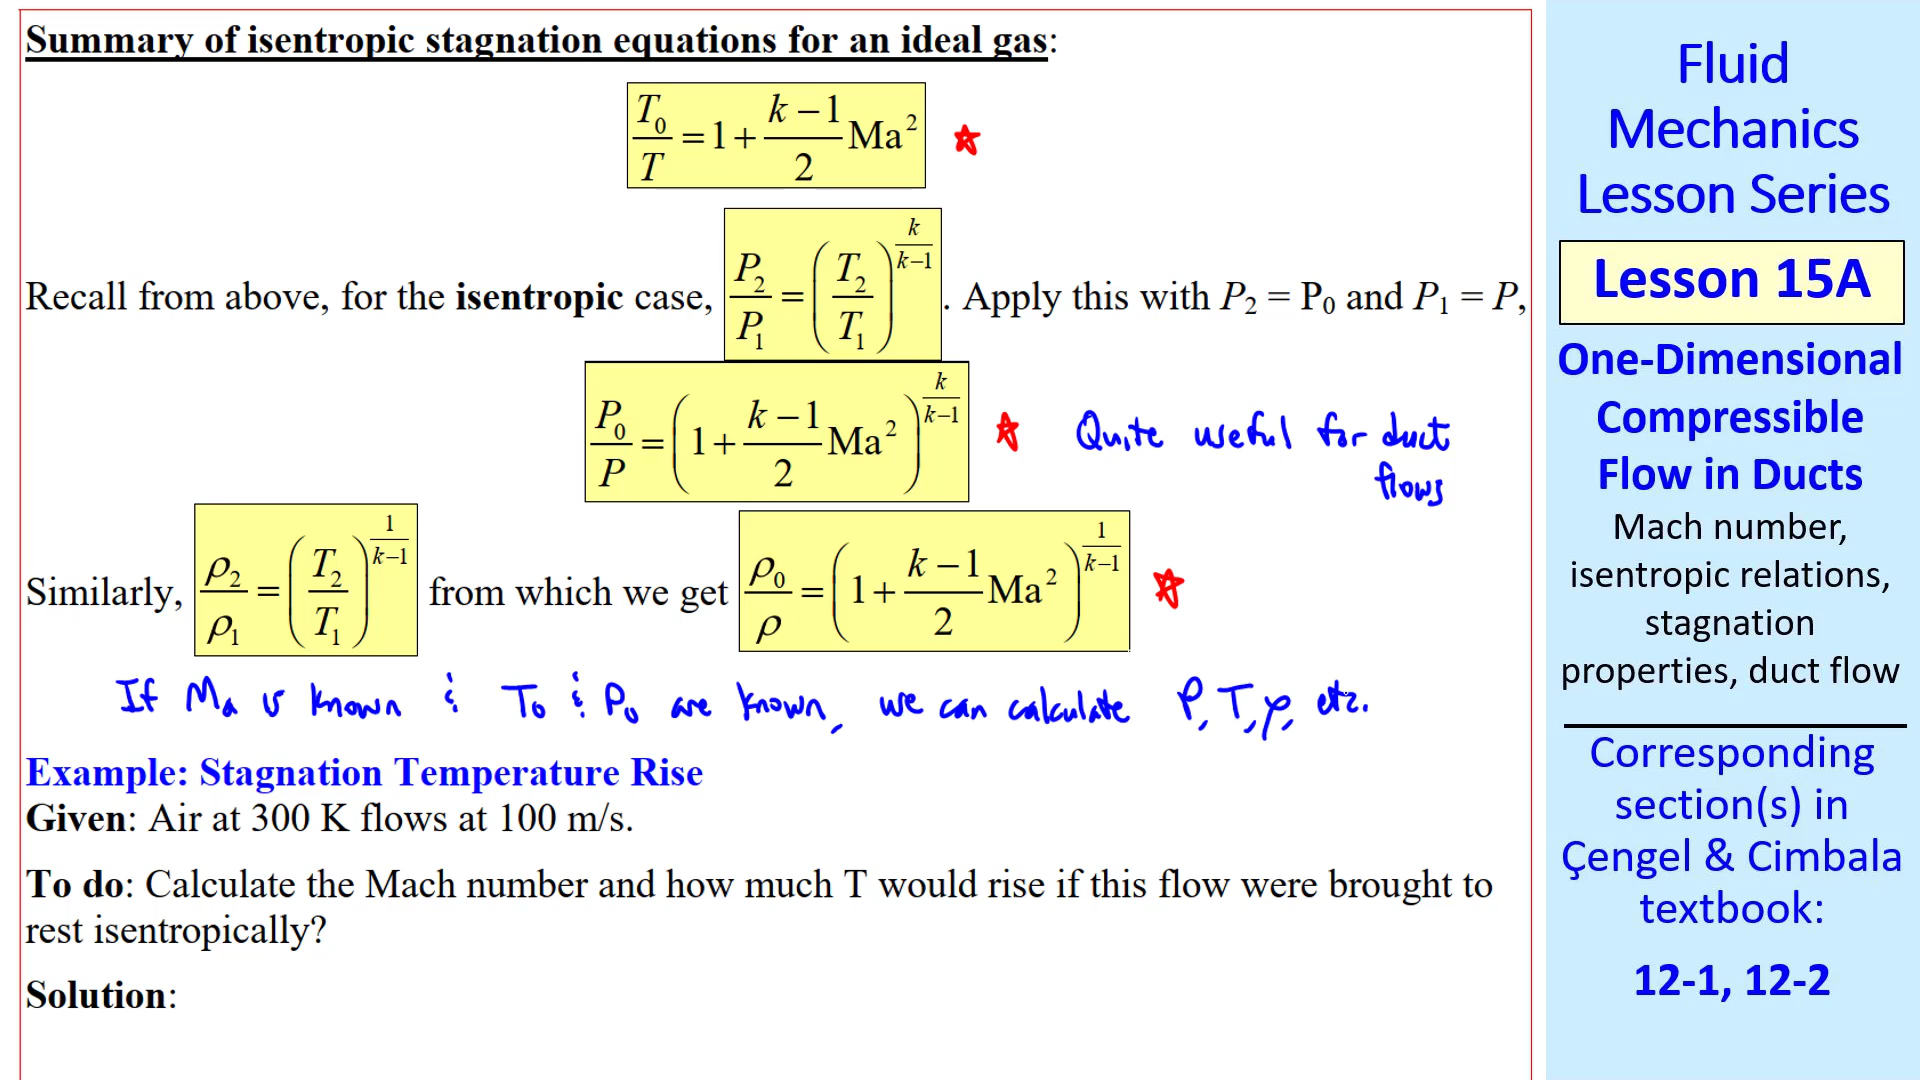 Summary of isentropic stagnation equations for an ideal gas:
T₀/T = 1 + (k − 1)/2 Ma²
Recall from above, for the isentropic case, P₂/P₁ = (T₂/T₁)^(k/(k−1)). Apply this with P₂ = P₀ and P₁ = P,
P₀/P = (1 + (k − 1)/2 Ma²)^(k/(k−1)) Quite useful for duct
flows
Similarly, ρ₂/ρ₁ = (T₂/T₁)^(1/(k−1)) from which we get ρ₀/ρ = (1 + (k − 1)/2 Ma²)^(1/(k−1))
If Ma is known & T₀ & P₀ are known, we can calculate P, T, ρ, etc.
Example: Stagnation Temperature Rise
Given: Air at 300 K flows at 100 m/s.
To do: Calculate the Mach number and how much T would rise if this flow were brought to
rest isentropically?
Solution:
Fluid
Mechanics
Lesson Series
Lesson 15A
One-Dimensional
Compressible
Flow in Ducts
Mach number,
isentropic relations,
stagnation
properties, duct flow
Corresponding
section(s) in
Çengel & Cimbala
textbook:
12-1, 12-2